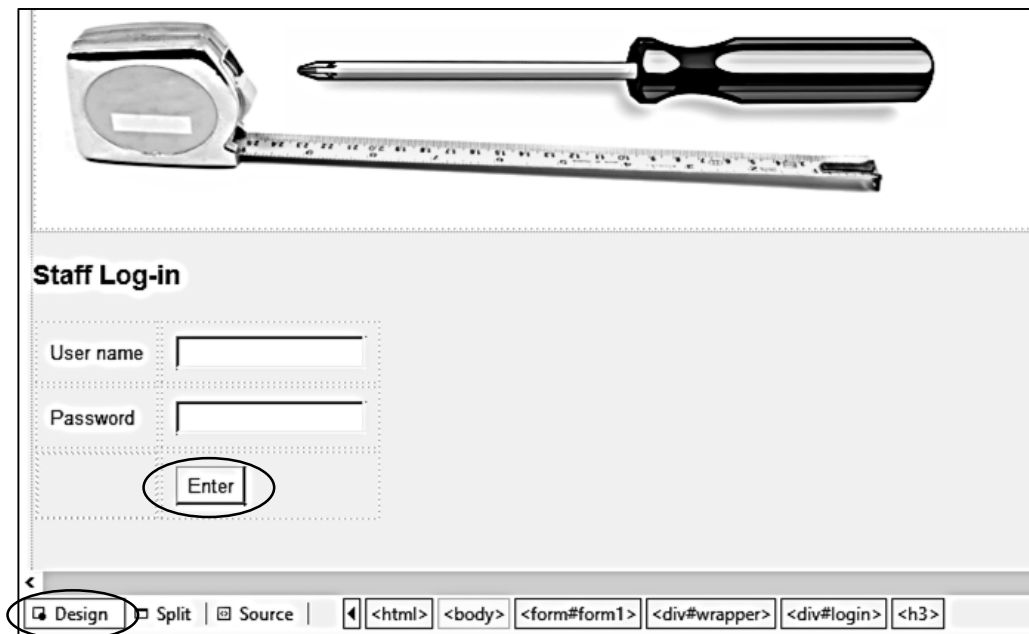 Staff Log-in
User name
Password
Enter
Design Split Source <html> <body> <form#form1> <div#wrapper> <div#login> <h3>